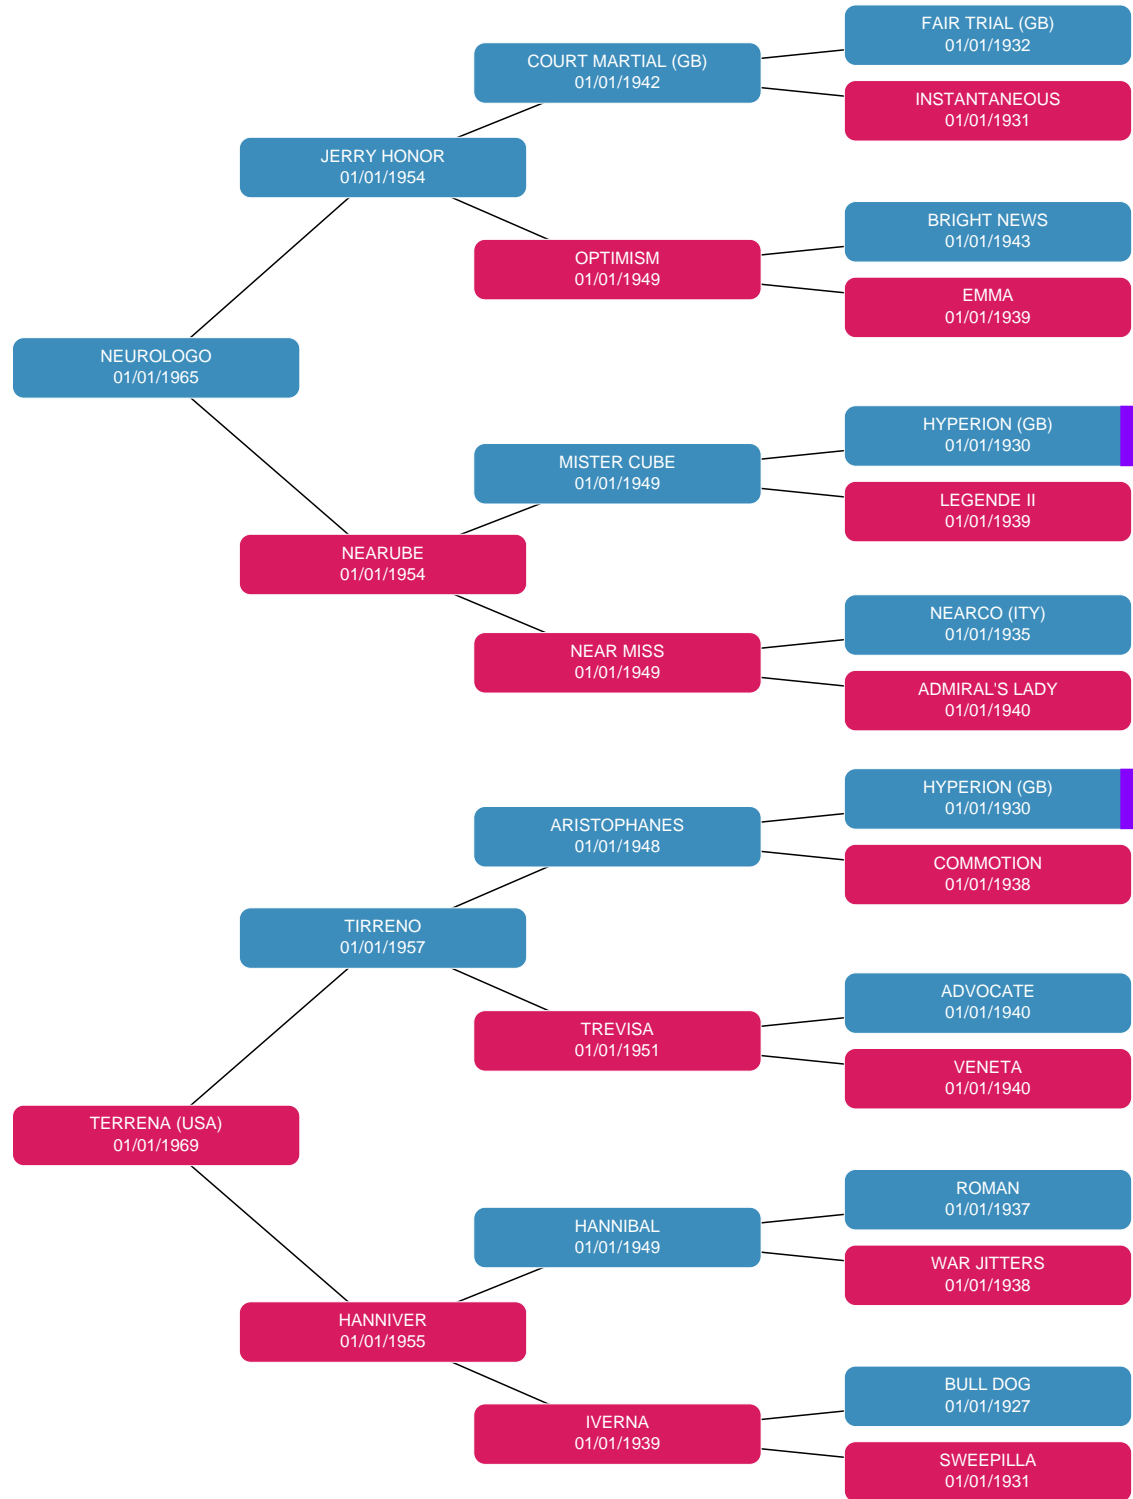 FAIR TRIAL (GB)
01/01/1932
COURT MARTIAL (GB)
01/01/1942
INSTANTANEOUS
01/01/1931
JERRY HONOR
01/01/1954
BRIGHT NEWS
01/01/1943
OPTIMISM
01/01/1949
EMMA
01/01/1939
NEUROLOGO
01/01/1965
HYPERION (GB)
01/01/1930
MISTER CUBE
01/01/1949
LEGENDE II
01/01/1939
NEARUBE
01/01/1954
NEARCO (ITY)
01/01/1935
NEAR MISS
01/01/1949
ADMIRAL'S LADY
01/01/1940
HYPERION (GB)
01/01/1930
ARISTOPHANES
01/01/1948
COMMOTION
01/01/1938
TIRRENO
01/01/1957
ADVOCATE
01/01/1940
TREVISA
01/01/1951
VENETA
01/01/1940
TERRENA (USA)
01/01/1969
ROMAN
01/01/1937
HANNIBAL
01/01/1949
WAR JITTERS
01/01/1938
HANNIVER
01/01/1955
BULL DOG
01/01/1927
IVERNA
01/01/1939
SWEEPILLA
01/01/1931